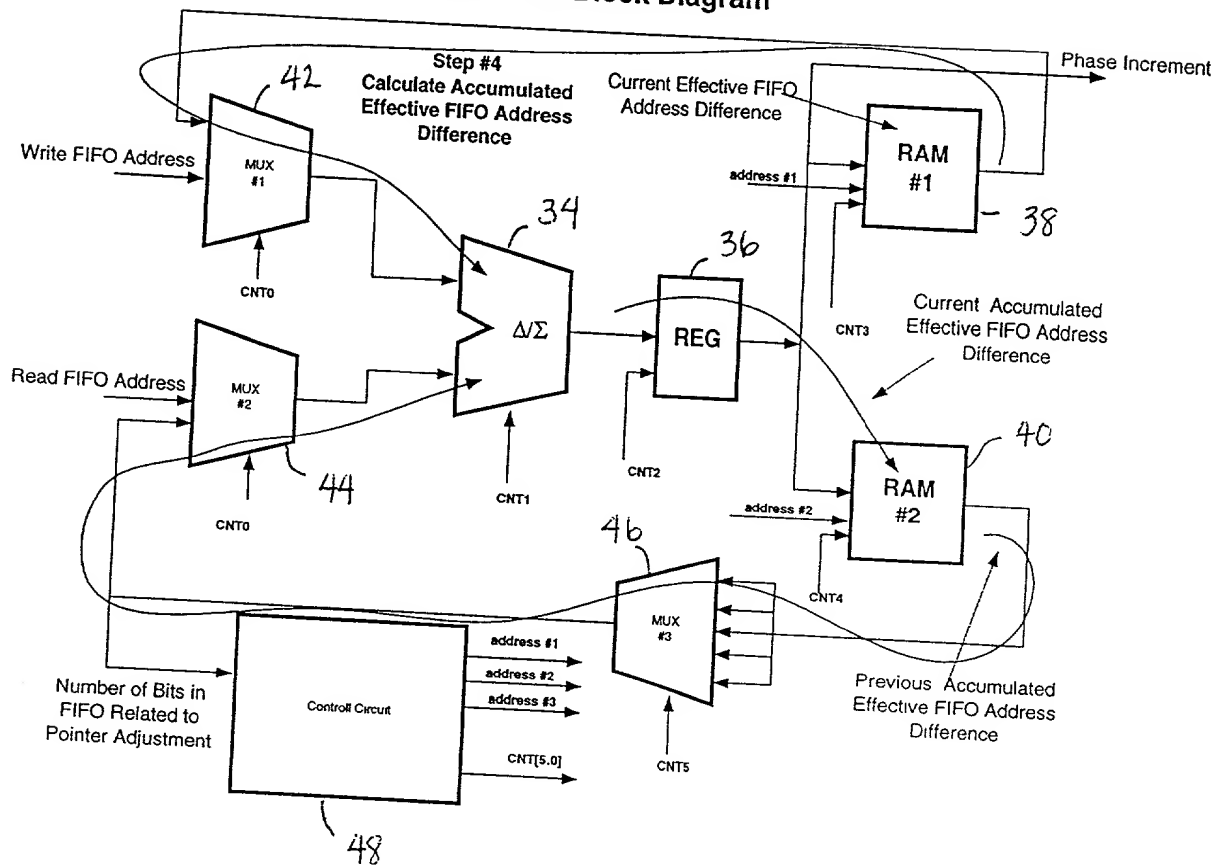 Block Diagram
Step #4
Calculate Accumulated
Effective FIFO Address
Difference
42
MUX
#1
Write FIFO Address
CNT0
Current Effective FIFO
Address Difference
Phase Increment
RAM
#1
address #1
38
CNT3
34
Δ/Σ
CNT1
36
REG
CNT2
Current Accumulated
Effective FIFO Address
Difference
Read FIFO Address
MUX
#2
44
CNT0
40
RAM
#2
address #2
CNT4
46
MUX
#3
CNT5
Previous Accumulated
Effective FIFO Address
Difference
Number of Bits in
FIFO Related to
Pointer Adjustment
Controll Circuit
address #1
address #2
address #3
CNT[5.0]
48